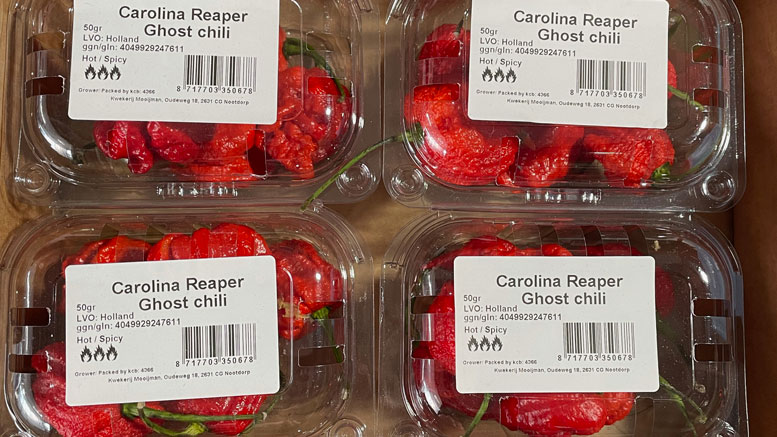 Carolina Reaper
Ghost chili
50gr
LVO: Holland
ggn/gln: 4049929247611
Hot / Spicy
8 717703 350678
Grower: Packed by kcb: 4366
Kwekerij Mooijman, Oudeweg 18, 2631 CG Nootdorp
Carolina Reaper
Ghost chili
50gr
LVO: Holland
ggn/gln: 4049929247611
Hot / Spicy
8 717703 350678
Grower: Packed by kcb: 4366
Kwekerij Mooijman, Oudeweg 18, 2631 CG Nootdorp
Carolina Reaper
Ghost chili
50gr
LVO: Holland
ggn/gln: 4049929247611
Hot / Spicy
8 717703 350678
Grower: Packed by kcb: 4366
Kwekerij Mooijman, Oudeweg 18, 2631 CG Nootdorp
Carolina Reaper
Ghost chili
50gr
LVO: Holland
ggn/gln: 4049929247611
Hot / Spicy
8 717703 350678
Grower: Packed by kcb: 4366
Kwekerij Mooijman, Oudeweg 18, 2631 CG Nootdorp